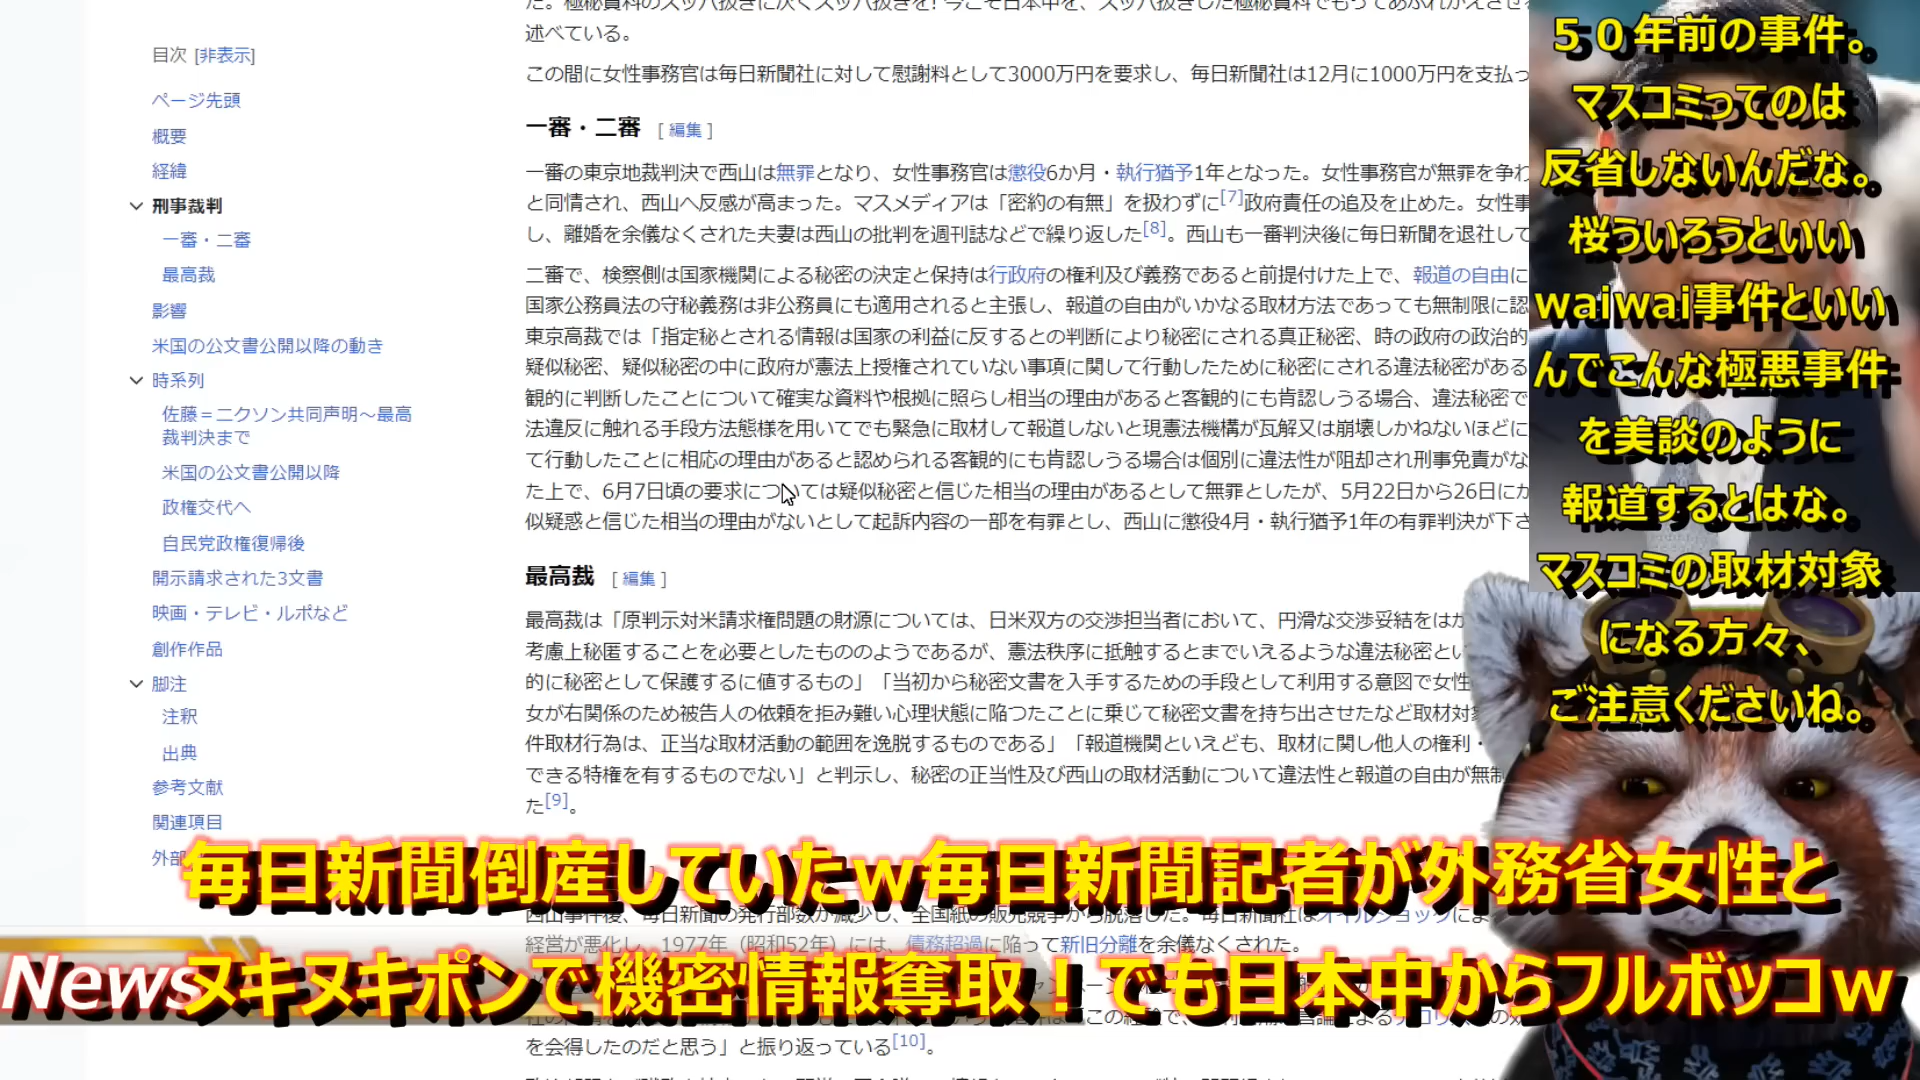 目次 [非表示]
ページ先頭
概要
経緯
刑事裁判
一審・二審
最高裁
影響
米国の公文書公開以降の動き
時系列
佐藤＝ニクソン共同声明～最高
裁判決まで
米国の公文書公開以降
政権交代へ
自民党政権復帰後
開示請求された3文書
映画・テレビ・ルポなど
創作作品
脚注
注釈
出典
参考文献
関連項目
外部
述べている。
この間に女性事務官は毎日新聞社に対して慰謝料として3000万円を要求し、毎日新聞社は12月に1000万円を支払っ
一審・二審 [ 編集 ]
一審の東京地裁判決で西山は無罪となり、女性事務官は懲役6か月・執行猶予1年となった。女性事務官が無罪を争わ
と同情され、西山へ反感が高まった。マスメディアは「密約の有無」を扱わずに[7]政府責任の追及を止めた。女性事
し、離婚を余儀なくされた夫妻は西山の批判を週刊誌などで繰り返した[8]。西山も一審判決後に毎日新聞を退社して
二審で、検察側は国家機関による秘密の決定と保持は行政府の権利及び義務であると前提付けた上で、報道の自由に
国家公務員法の守秘義務は非公務員にも適用されると主張し、報道の自由がいかなる取材方法であっても無制限に認
東京高裁では「指定秘とされる情報は国家の利益に反するとの判断により秘密にされる真正秘密、時の政府の政治的
疑似秘密、疑似秘密の中に政府が憲法上授権されていない事項に関して行動したために秘密にされる違法秘密がある
観的に判断したことについて確実な資料や根拠に照らし相当の理由があると客観的にも肯認しうる場合、違法秘密で
法違反に触れる手段方法態様を用いてでも緊急に取材して報道しないと現憲法機構が瓦解又は崩壊しかねないほどに
て行動したことに相応の理由があると認められる客観的にも肯認しうる場合は個別に違法性が阻却され刑事免責がな
た上で、6月7日頃の要求については疑似秘密と信じた相当の理由があるとして無罪としたが、5月22日から26日にか
似疑惑と信じた相当の理由がないとして起訴内容の一部を有罪とし、西山に懲役4月・執行猶予1年の有罪判決が下さ
最高裁 [ 編集 ]
最高裁は「原判示対米請求権問題の財源については、日米双方の交渉担当者において、円滑な交渉妥結をはか
考慮上秘匿することを必要としたもののようであるが、憲法秩序に抵触するとまでいえるような違法秘密とい
的に秘密として保護するに値するもの」「当初から秘密文書を入手するための手段として利用する意図で女性
女が右関係のため被告人の依頼を拒み難い心理状態に陥つたことに乗じて秘密文書を持ち出させたなど取材対象
件取材行為は、正当な取材活動の範囲を逸脱するものである」「報道機関といえども、取材に関し他人の権利・
できる特権を有するものでない」と判示し、秘密の正当性及び西山の取材活動について違法性と報道の自由が無制
た[9]。
西山事件後、毎日新聞の発行部数が減少し、全国紙の販売競争から脱落した。毎日新聞社はオイルショックによ
経営が悪化し、1977年（昭和52年）には、債務超過に陥って新旧分離を余儀なくされた。
を会得したのだと思う」と振り返っている[10]。
５０年前の事件。
マスコミってのは
反省しないんだな。
桜ういろうといい
waiwai事件といい
んでこんな極悪事件
を美談のように
報道するとはな。
マスコミの取材対象
になる方々、
ご注意くださいね。
毎日新聞倒産していたw毎日新聞記者が外務省女性と
News
ヌキヌキポンで機密情報奪取！でも日本中からフルボッコw